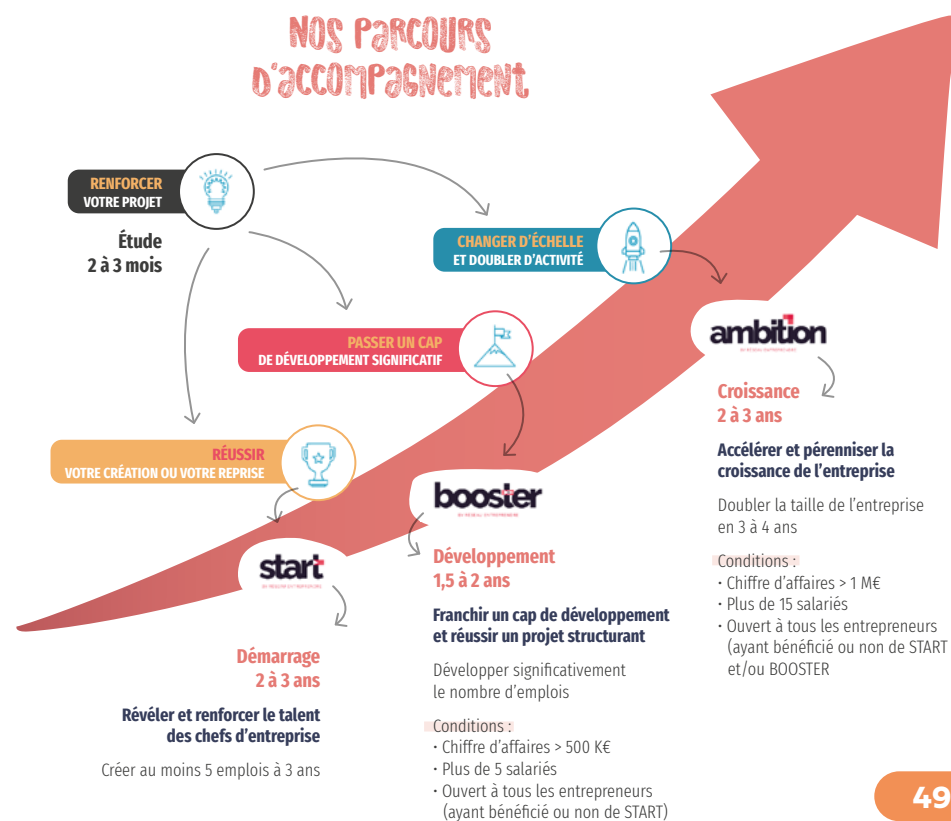 NOS PARCOURS
D'ACCOMPAGNEMENT
RENFORCER
VOTRE PROJET
Étude
2 à 3 mois
CHANGER D'ÉCHELLE
ET DOUBLER D'ACTIVITÉ
PASSER UN CAP
DE DÉVELOPPEMENT SIGNIFICATIF
RÉUSSIR
VOTRE CRÉATION OU VOTRE REPRISE
start
Démarrage
2 à 3 ans
Révéler et renforcer le talent
des chefs d'entreprise
Créer au moins 5 emplois à 3 ans
booster
Développement
1,5 à 2 ans
Franchir un cap de développement
et réussir un projet structurant
Développer significativement
le nombre d'emplois
Conditions :
• Chiffre d'affaires > 500 K€
• Plus de 5 salariés
• Ouvert à tous les entrepreneurs
(ayant bénéficié ou non de START)
ambition
Croissance
2 à 3 ans
Accélérer et pérenniser la
croissance de l'entreprise
Doubler la taille de l'entreprise
en 3 à 4 ans
Conditions :
• Chiffre d'affaires > 1 M€
• Plus de 15 salariés
• Ouvert à tous les entrepreneurs
(ayant bénéficié ou non de START
et/ou BOOSTER
49